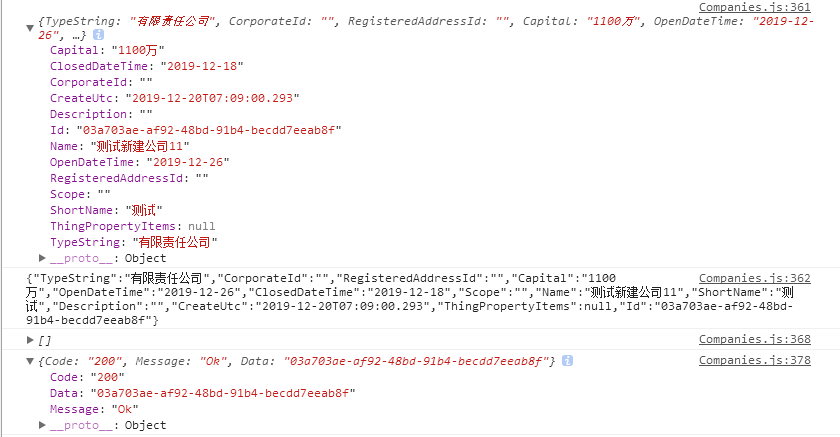 Companies.js:361
{TypeString: "有限责任公司", CorporateId: "", RegisteredAddressId: "", Capital: "1100万", OpenDateTime: "2019-12-
26", …}
Capital: "1100万"
ClosedDateTime: "2019-12-18"
CorporateId: ""
CreateUtc: "2019-12-20T07:09:00.293"
Description: ""
Id: "03a703ae-af92-48bd-91b4-becdd7eeab8f"
Name: "测试新建公司11"
OpenDateTime: "2019-12-26"
RegisteredAddressId: ""
Scope: ""
ShortName: "测试"
ThingPropertyItems: null
TypeString: "有限责任公司"
__proto__: Object
{"TypeString":"有限责任公司","CorporateId":"","RegisteredAddressId":"","Capital":"1100 Companies.js:362
万","OpenDateTime":"2019-12-26","ClosedDateTime":"2019-12-18","Scope":"","Name":"测试新建公司11","ShortName":"测
试","Description":"","CreateUtc":"2019-12-20T07:09:00.293","ThingPropertyItems":null,"Id":"03a703ae-af92-48bd-
91b4-becdd7eeab8f"}
[] Companies.js:368
{Code: "200", Message: "Ok", Data: "03a703ae-af92-48bd-91b4-becdd7eeab8f"} Companies.js:378
Code: "200"
Data: "03a703ae-af92-48bd-91b4-becdd7eeab8f"
Message: "Ok"
__proto__: Object